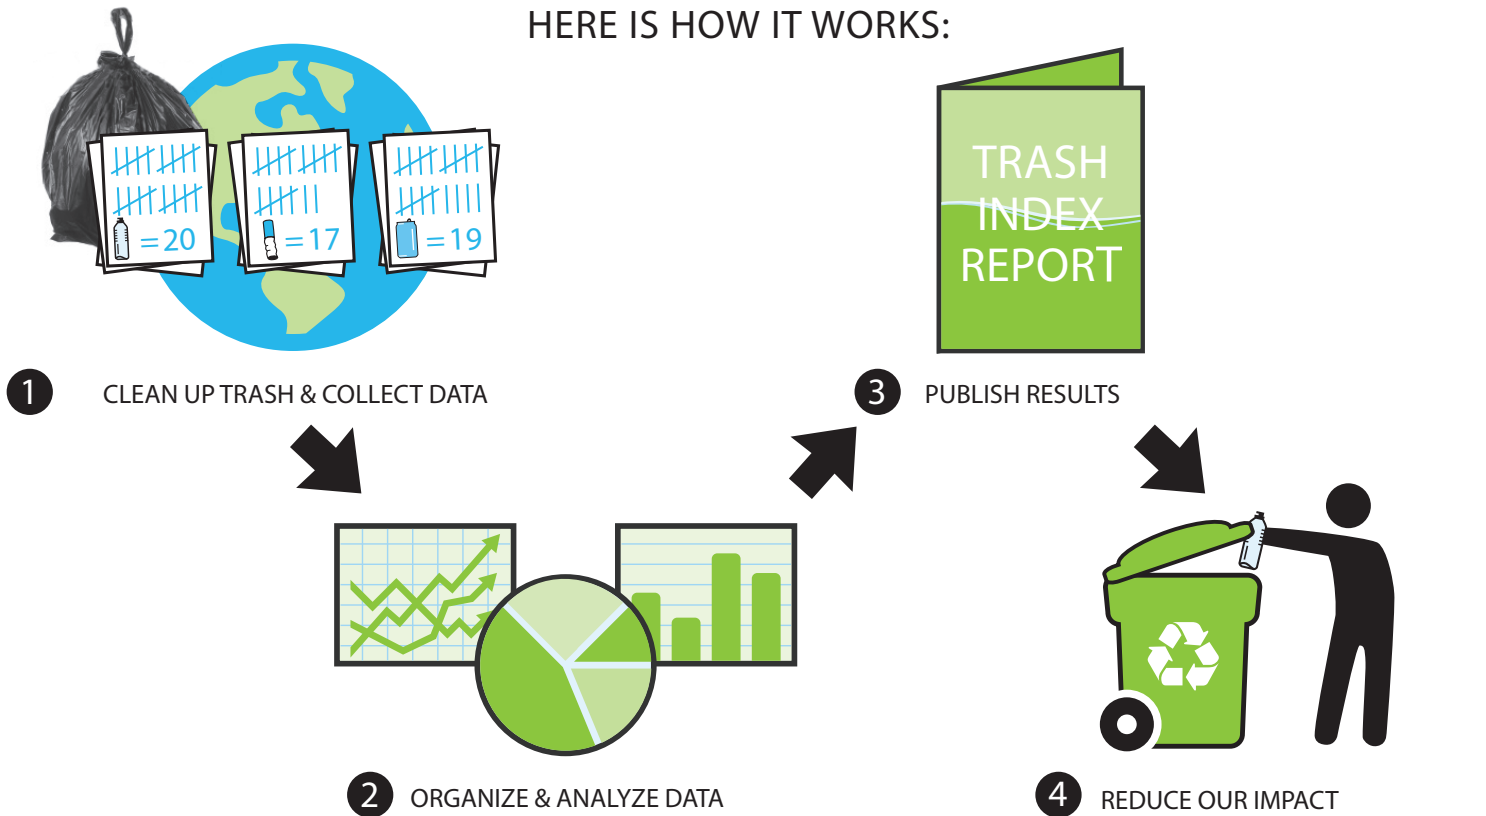 HERE IS HOW IT WORKS:
= 20
= 17
= 19
1 CLEAN UP TRASH & COLLECT DATA
2 ORGANIZE & ANALYZE DATA
TRASH
INDEX
REPORT
3 PUBLISH RESULTS
4 REDUCE OUR IMPACT